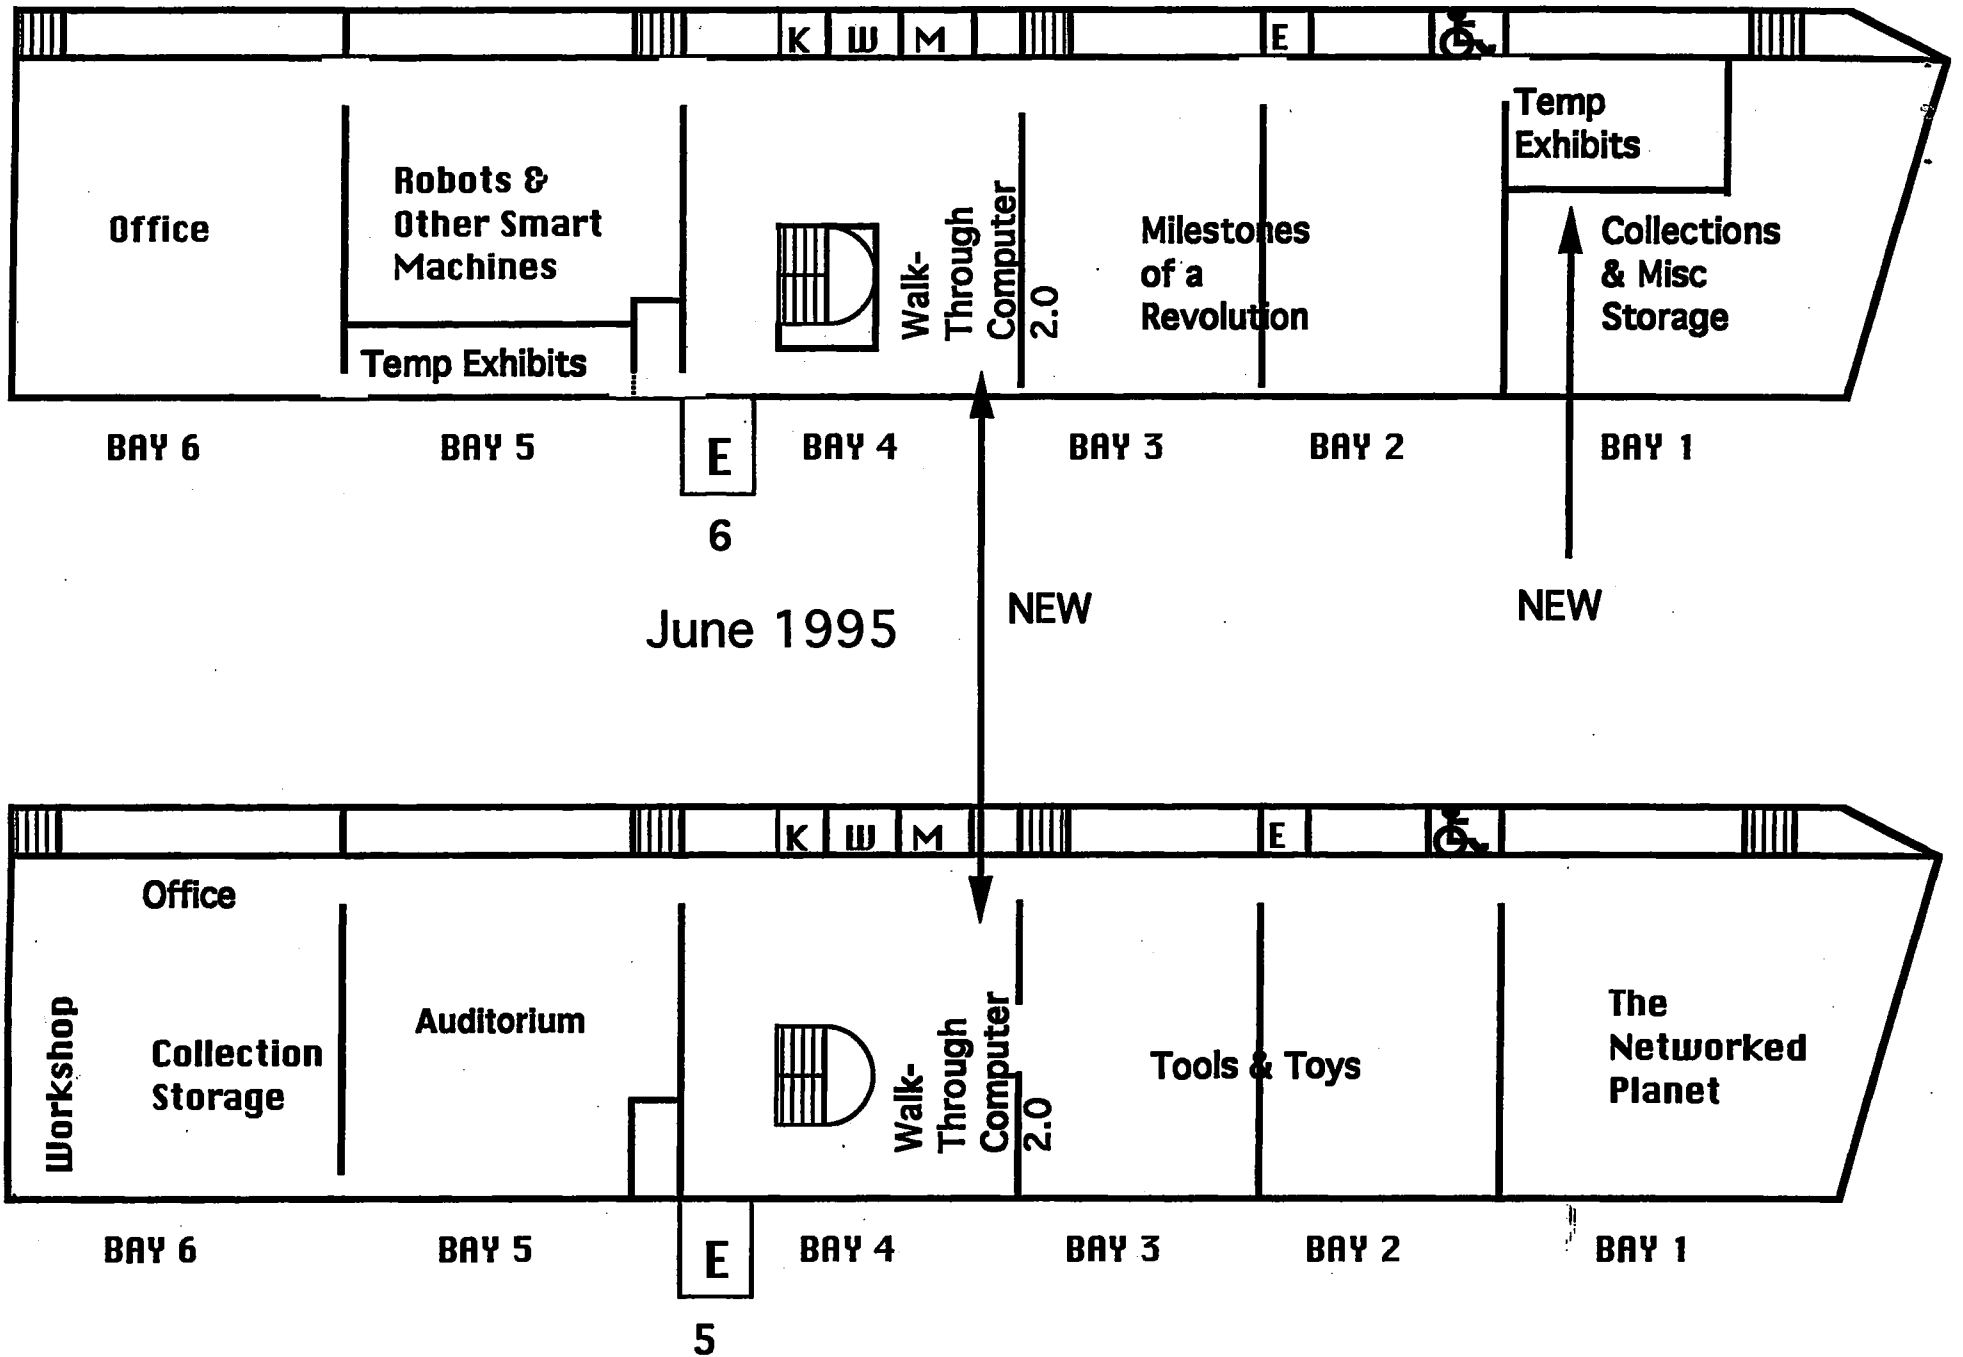 K W M E
Office
Robots &
Other Smart
Machines
Temp Exhibits
Walk-
Through
Computer
2.0
Milestones
of a
Revolution
Temp
Exhibits
Collections
& Misc
Storage
BAY 6 BAY 5 E BAY 4 BAY 3 BAY 2 BAY 1
6
June 1995
NEW
NEW
K W M E
Office
Workshop
Collection
Storage
Auditorium
Walk-
Through
Computer
2.0
Tools & Toys
The
Networked
Planet
BAY 6 BAY 5 E BAY 4 BAY 3 BAY 2 BAY 1
5